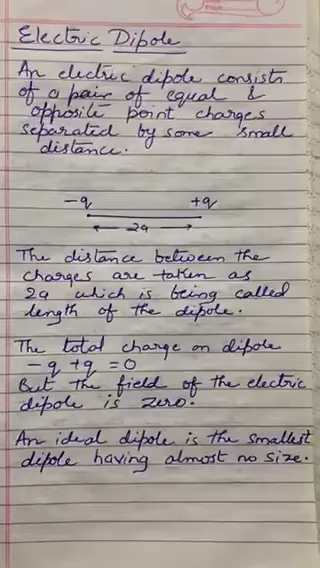 Electric Dipole
An electric dipole consists
of a pair of equal &
opposite point charges
separated by some small
distance.
-q +q
2a
The distance between the
charges are taken as
2a which is being called
length of the dipole.
The total charge on dipole
-q +q = 0
But the field of the electric
dipole is zero.
An ideal dipole is the smallest
dipole having almost no size.